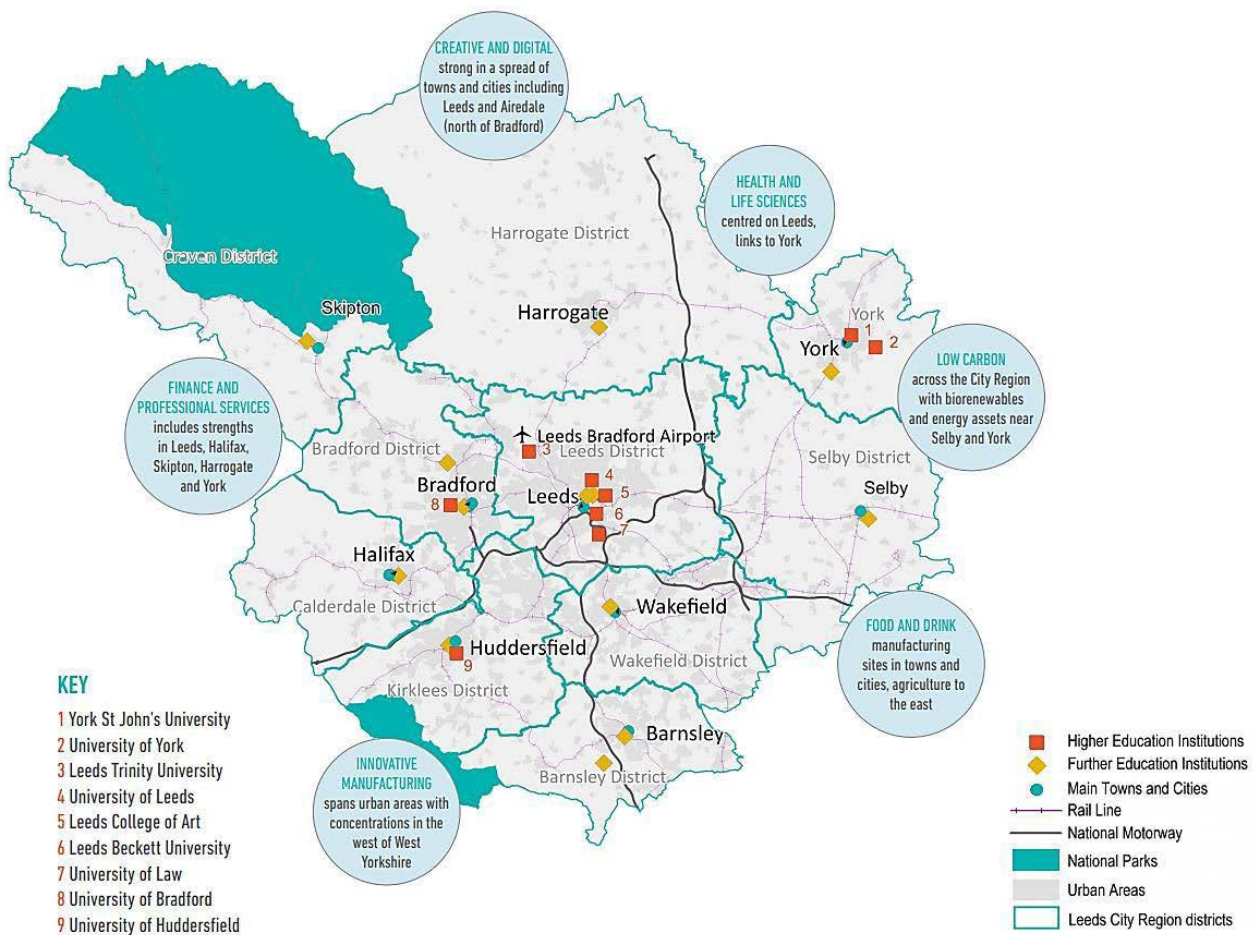 CREATIVE AND DIGITAL
strong in a spread of
towns and cities including
Leeds and Airedale
(north of Bradford)
HEALTH AND
LIFE SCIENCES
centred on Leeds,
links to York
Harrogate District
Craven District
Skipton
Harrogate
York
1
York
2
LOW CARBON
across the City Region
with biorenewables
and energy assets near
Selby and York
FINANCE AND
PROFESSIONAL SERVICES
includes strengths
in Leeds, Halifax,
Skipton, Harrogate
and York
Leeds Bradford Airport
Bradford District
3
Leeds District
Selby District
4
Bradford
Leeds
5
Selby
8
6
7
Halifax
Calderdale District
Wakefield
FOOD AND DRINK
manufacturing
sites in towns and
cities, agriculture to
the east
Huddersfield
9
Wakefield District
Kirklees District
Barnsley
Barnsley District
INNOVATIVE
MANUFACTURING
spans urban areas with
concentrations in the
west of West
Yorkshire
KEY
1 York St John's University
2 University of York
3 Leeds Trinity University
4 University of Leeds
5 Leeds College of Art
6 Leeds Beckett University
7 University of Law
8 University of Bradford
9 University of Huddersfield
Higher Education Institutions
Further Education Institutions
Main Towns and Cities
Rail Line
National Motorway
National Parks
Urban Areas
Leeds City Region districts